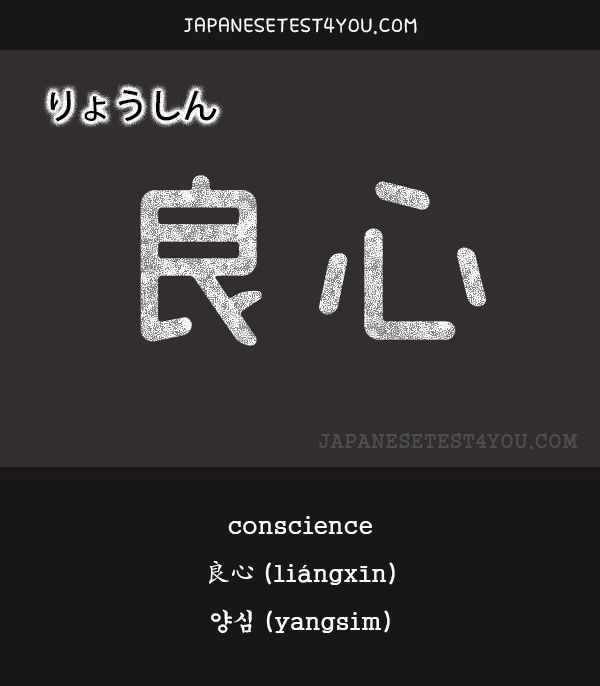 JAPANESETEST4YOU.COM
りょうしん
良心
JAPANESETEST4YOU.COM
conscience
良心 (liángxīn)
양심 (yangsim)